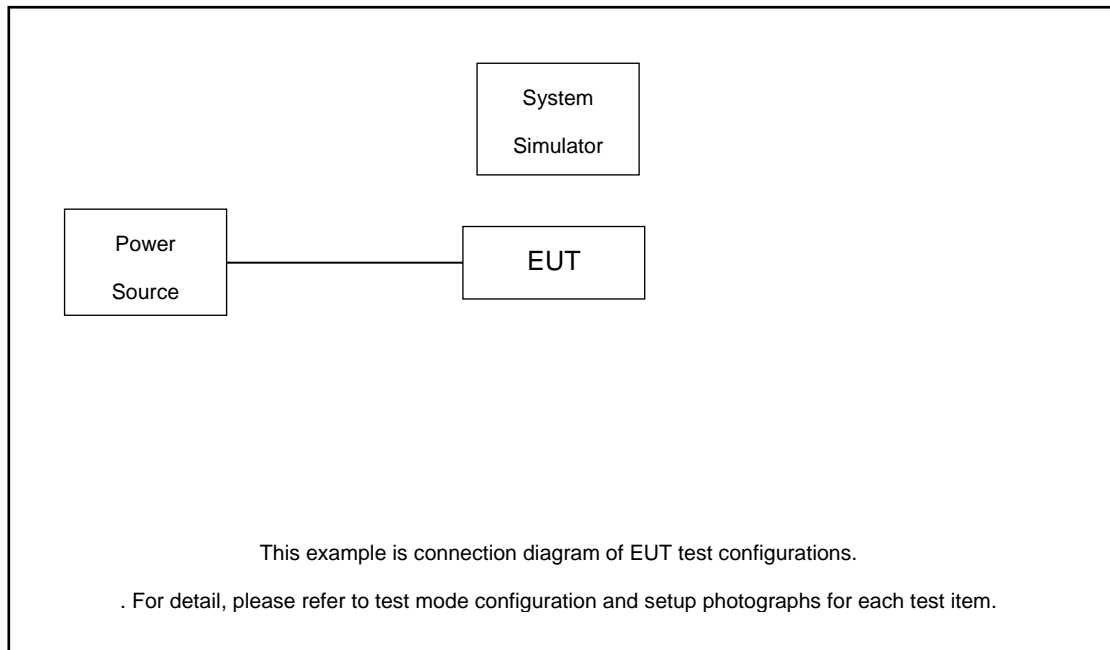 System
Simulator
Power
Source
EUT
This example is connection diagram of EUT test configurations.
. For detail, please refer to test mode configuration and setup photographs for each test item.